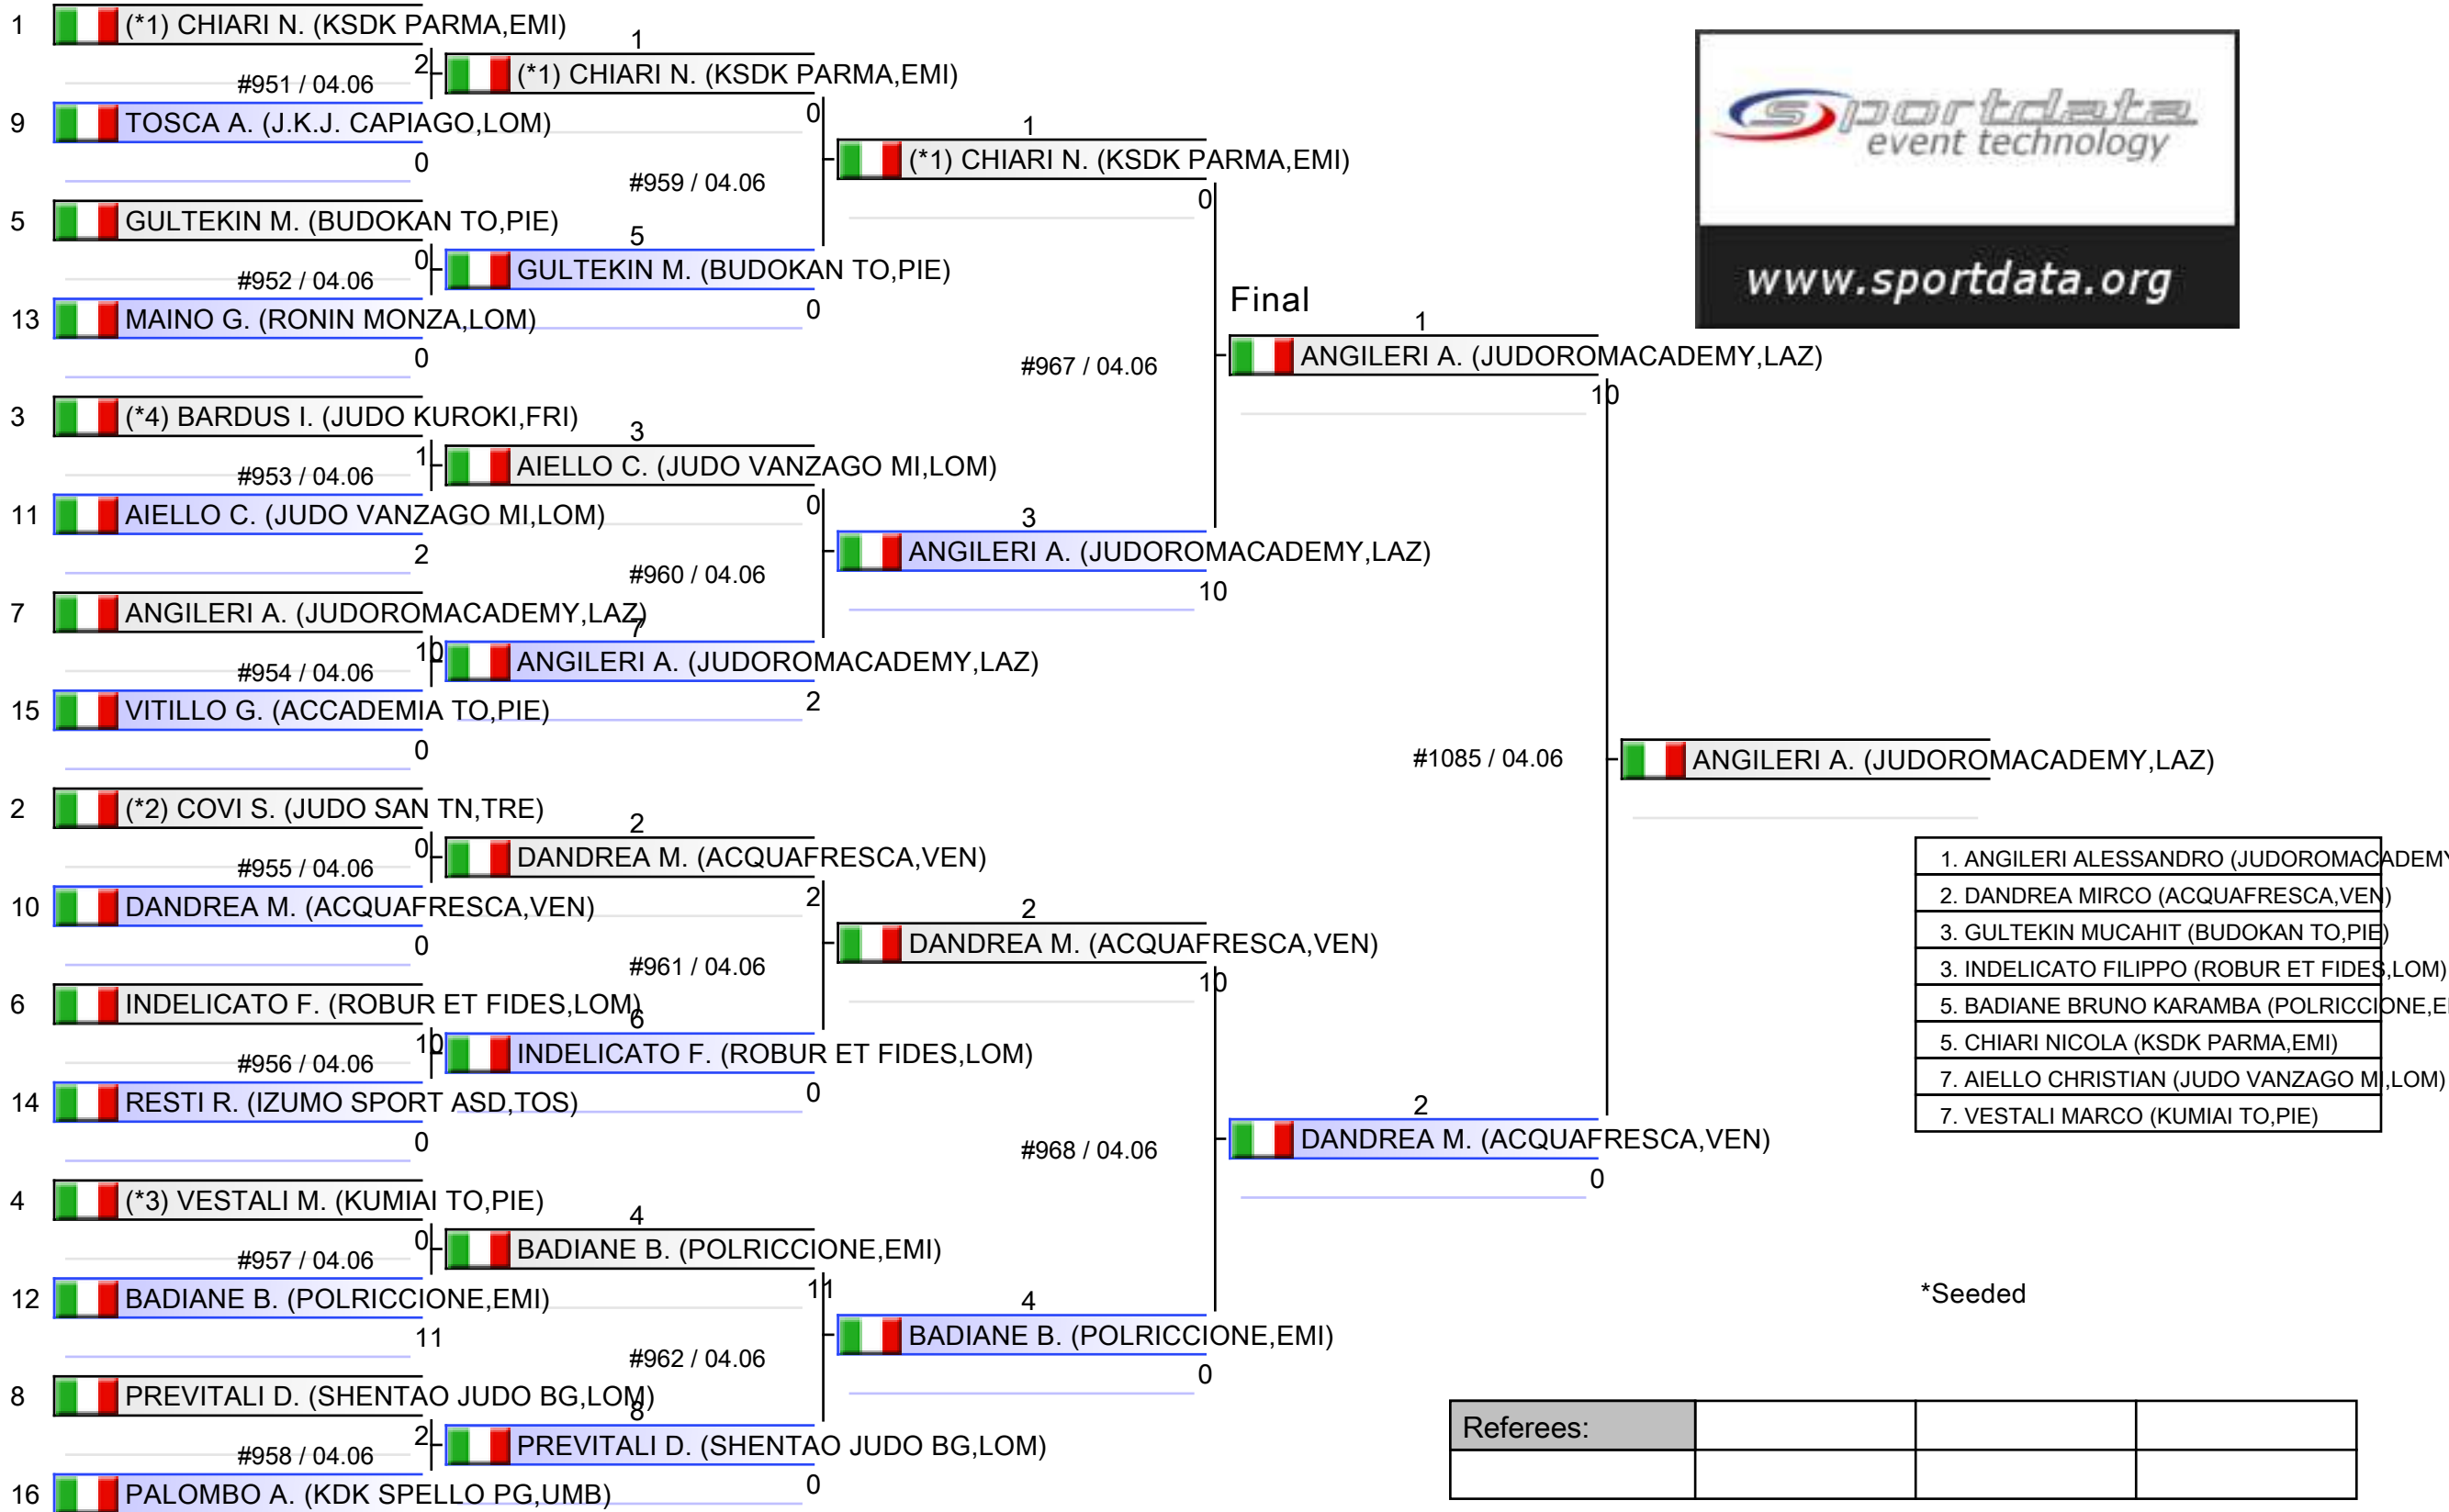 1 (*1) CHIARI N. (KSDK PARMA,EMI)
2
#951 / 04.06
9 TOSCA A. (J.K.J. CAPIAGO,LOM)
0
5 GULTEKIN M. (BUDOKAN TO,PIE)
0
#952 / 04.06
13 MAINO G. (RONIN MONZA,LOM)
0
3 (*4) BARDUS I. (JUDO KUROKI,FRI)
1
#953 / 04.06
11 AIELLO C. (JUDO VANZAGO MI,LOM)
2
7 ANGILERI A. (JUDOROMACADEMY,LAZ)
10
#954 / 04.06
15 VITILLO G. (ACCADEMIA TO,PIE)
0
2 (*2) COVI S. (JUDO SAN TN,TRE)
0
#955 / 04.06
10 DANDREA M. (ACQUAFRESCA,VEN)
0
6 INDELICATO F. (ROBUR ET FIDES,LOM)
10
#956 / 04.06
14 RESTI R. (IZUMO SPORT ASD,TOS)
0
4 (*3) VESTALI M. (KUMIAI TO,PIE)
0
#957 / 04.06
12 BADIANE B. (POLRICCIONE,EMI)
11
8 PREVITALI D. (SHENTAO JUDO BG,LOM)
2
#958 / 04.06
16 PALOMBO A. (KDK SPELLO PG,UMB)
1
(*1) CHIARI N. (KSDK PARMA,EMI)
0
#959 / 04.06
5
GULTEKIN M. (BUDOKAN TO,PIE)
0
3
AIELLO C. (JUDO VANZAGO MI,LOM)
0
#960 / 04.06
7
ANGILERI A. (JUDOROMACADEMY,LAZ)
2
2
DANDREA M. (ACQUAFRESCA,VEN)
2
#961 / 04.06
6
INDELICATO F. (ROBUR ET FIDES,LOM)
0
4
BADIANE B. (POLRICCIONE,EMI)
11
#962 / 04.06
8
PREVITALI D. (SHENTAO JUDO BG,LOM)
0
1
(*1) CHIARI N. (KSDK PARMA,EMI)
0
#967 / 04.06
3
ANGILERI A. (JUDOROMACADEMY,LAZ)
10
2
DANDREA M. (ACQUAFRESCA,VEN)
10
#968 / 04.06
4
BADIANE B. (POLRICCIONE,EMI)
0
Final
1
ANGILERI A. (JUDOROMACADEMY,LAZ)
10
#1085 / 04.06
2
DANDREA M. (ACQUAFRESCA,VEN)
0
ANGILERI A. (JUDOROMACADEMY,LAZ)
sportdata
event technology
www.sportdata.org
1. ANGILERI ALESSANDRO (JUDOROMACADEMY
2. DANDREA MIRCO (ACQUAFRESCA,VEN)
3. GULTEKIN MUCAHIT (BUDOKAN TO,PIE)
3. INDELICATO FILIPPO (ROBUR ET FIDES,LOM)
5. BADIANE BRUNO KARAMBA (POLRICCIONE,E
5. CHIARI NICOLA (KSDK PARMA,EMI)
7. AIELLO CHRISTIAN (JUDO VANZAGO MI,LOM)
7. VESTALI MARCO (KUMIAI TO,PIE)
*Seeded
Referees: